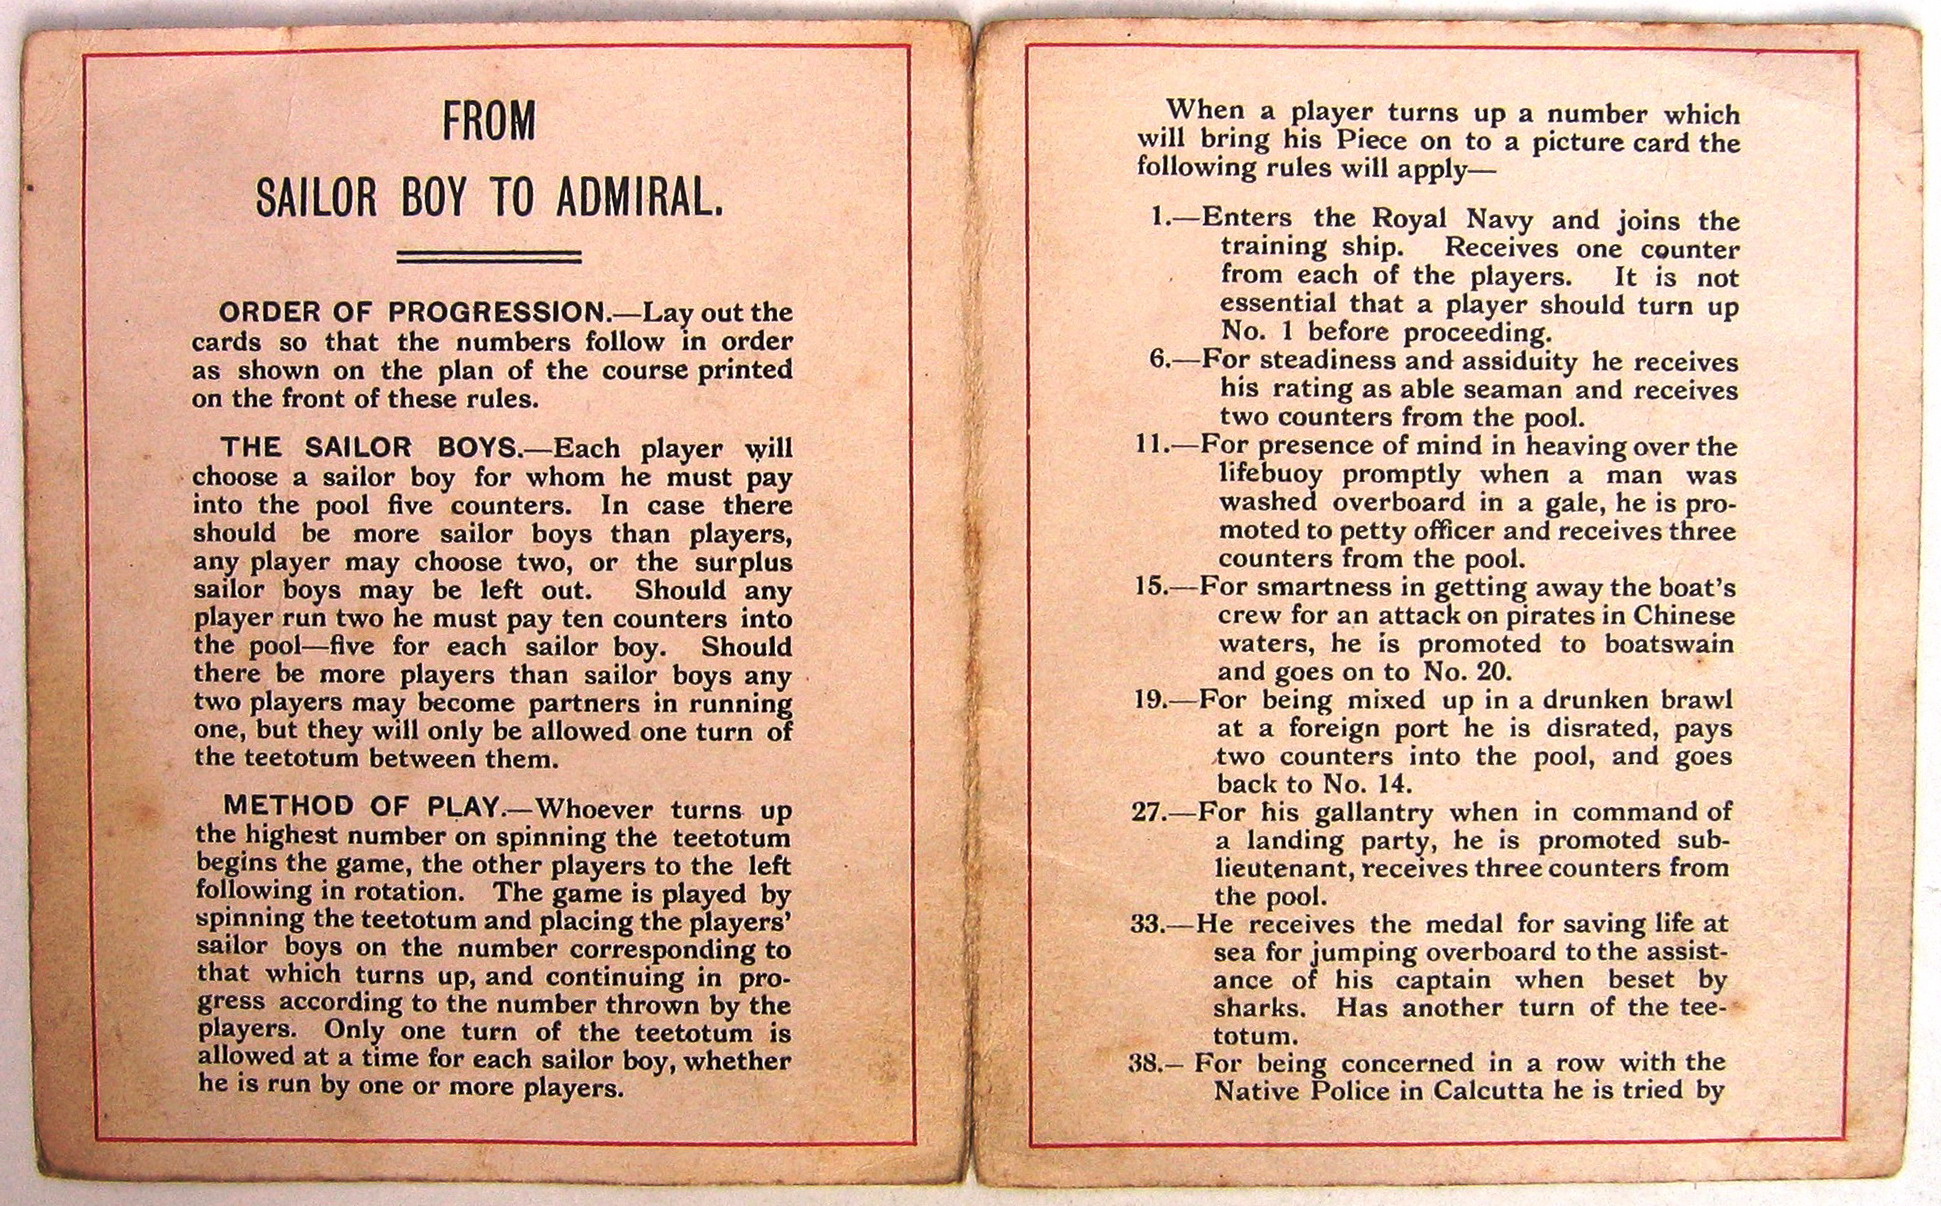 FROM
SAILOR BOY TO ADMIRAL.
ORDER OF PROGRESSION.—Lay out the
cards so that the numbers follow in order
as shown on the plan of the course printed
on the front of these rules.
THE SAILOR BOYS.—Each player will
choose a sailor boy for whom he must pay
into the pool five counters. In case there
should be more sailor boys than players,
any player may choose two, or the surplus
sailor boys may be left out. Should any
player run two he must pay ten counters into
the pool—five for each sailor boy. Should
there be more players than sailor boys any
two players may become partners in running
one, but they will only be allowed one turn of
the teetotum between them.
METHOD OF PLAY.—Whoever turns up
the highest number on spinning the teetotum
begins the game, the other players to the left
following in rotation. The game is played by
spinning the teetotum and placing the players'
sailor boys on the number corresponding to
that which turns up, and continuing in pro-
gress according to the number thrown by the
players. Only one turn of the teetotum is
allowed at a time for each sailor boy, whether
he is run by one or more players.
When a player turns up a number which
will bring his Piece on to a picture card the
following rules will apply—
1.—Enters the Royal Navy and joins the
training ship. Receives one counter
from each of the players. It is not
essential that a player should turn up
No. 1 before proceeding.
6.—For steadiness and assiduity he receives
his rating as able seaman and receives
two counters from the pool.
11.—For presence of mind in heaving over the
lifebuoy promptly when a man was
washed overboard in a gale, he is pro-
moted to petty officer and receives three
counters from the pool.
15.—For smartness in getting away the boat's
crew for an attack on pirates in Chinese
waters, he is promoted to boatswain
and goes on to No. 20.
19.—For being mixed up in a drunken brawl
at a foreign port he is disrated, pays
two counters into the pool, and goes
back to No. 14.
27.—For his gallantry when in command of
a landing party, he is promoted sub-
lieutenant, receives three counters from
the pool.
33.—He receives the medal for saving life at
sea for jumping overboard to the assist-
ance of his captain when beset by
sharks. Has another turn of the tee-
totum.
38.—For being concerned in a row with the
Native Police in Calcutta he is tried by